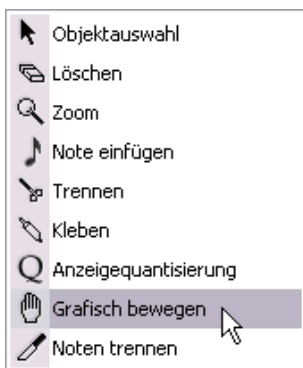 Objektauswahl
Löschen
Zoom
Note einfügen
Trennen
Kleben
Q Anzeigequantisierung
Grafisch bewegen
Noten trennen